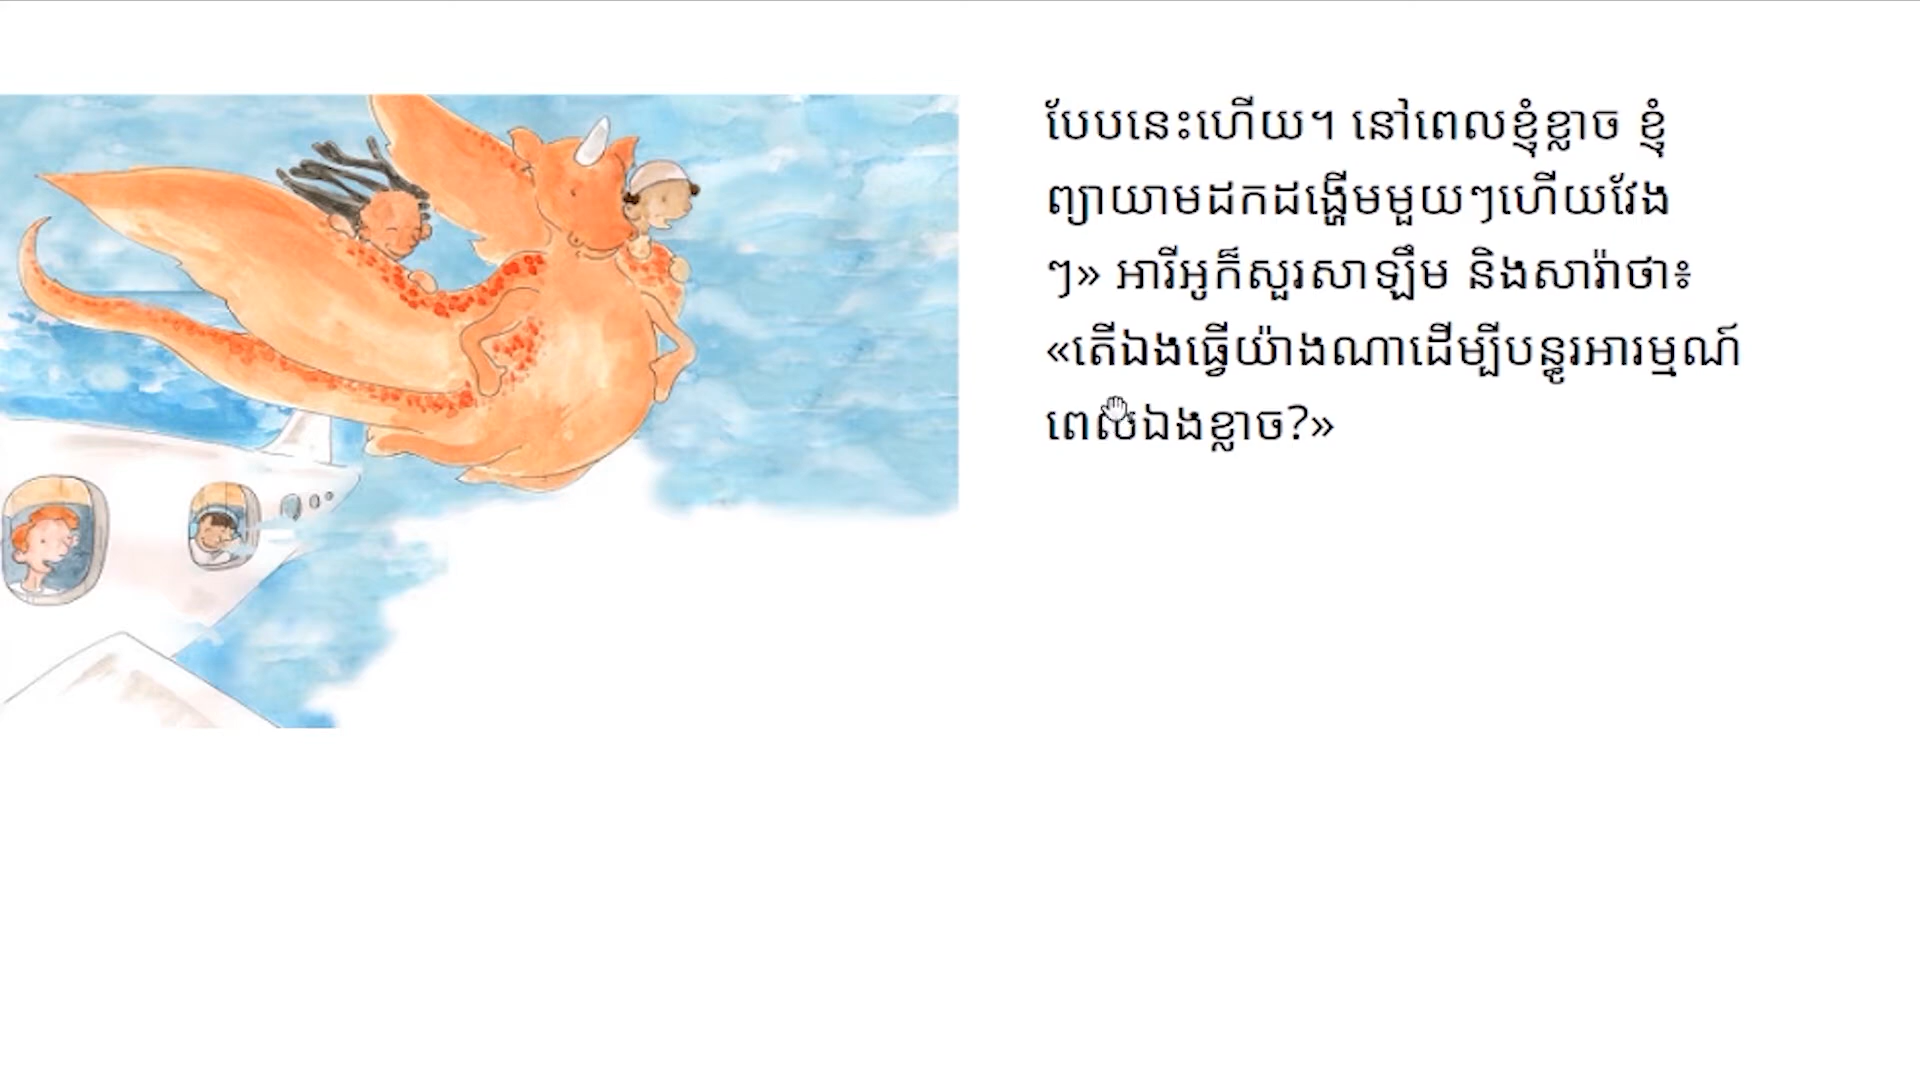 បែបនេះហើយ។ នៅពេលខ្ញុំខ្លាច ខ្ញុំ
ព្យាយាមដកដង្ហើមមួយៗហើយវែង
ៗ» អារីអូក៏សួរសាឡឹម និងសារ៉ាថា៖
«តើឯងធ្វើយ៉ាងណាដើម្បីបន្ធូរអារម្មណ៍
ពេលឯងខ្លាច?»